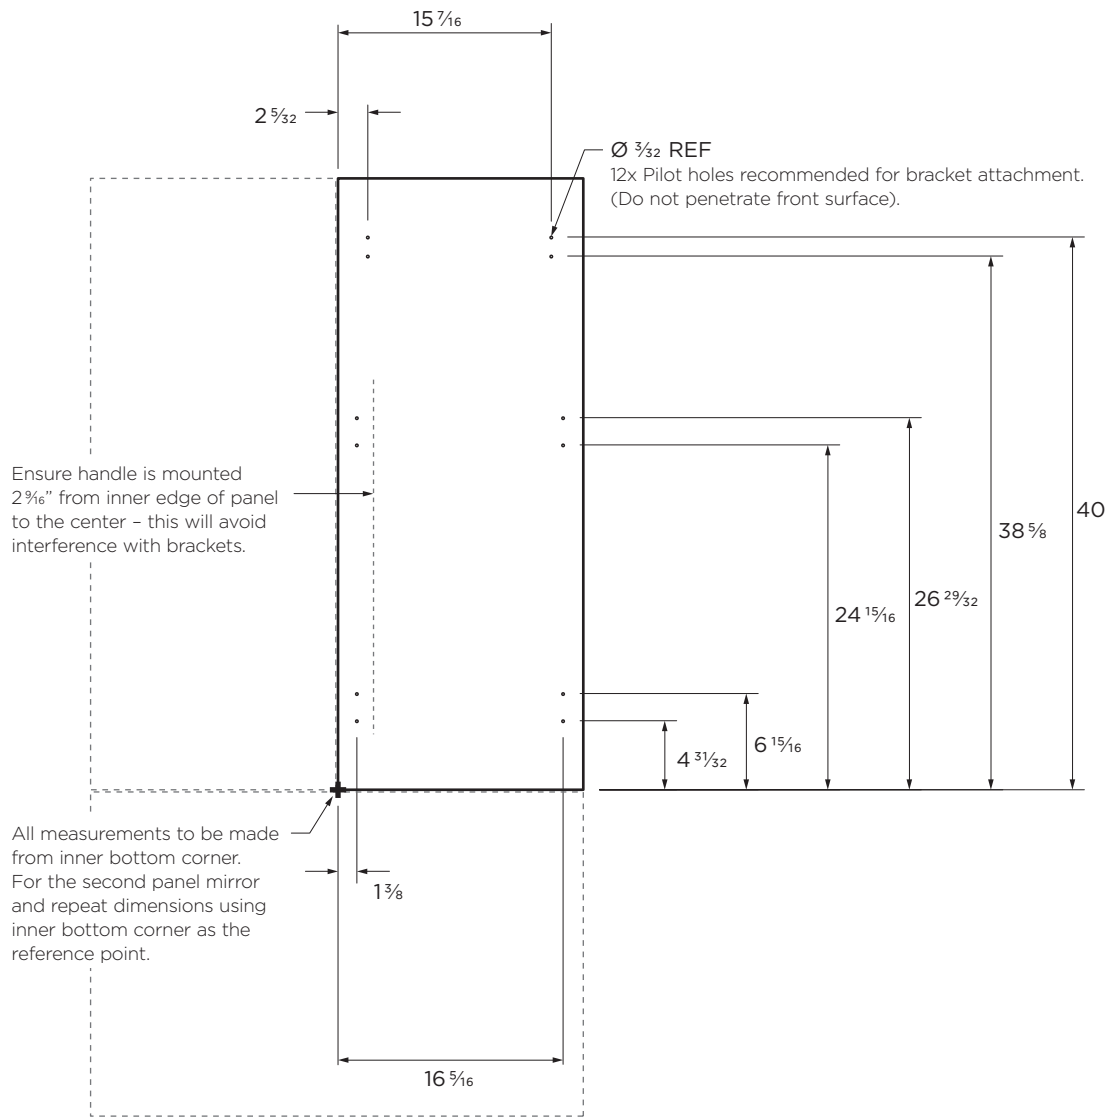 15 7/16
2 5/32
Ø 3/32 REF
12x Pilot holes recommended for bracket attachment.
(Do not penetrate front surface).
Ensure handle is mounted
2 9/16” from inner edge of panel
to the center – this will avoid
interference with brackets.
40
38 5/8
26 29/32
24 15/16
6 15/16
4 31/32
All measurements to be made
from inner bottom corner.
For the second panel mirror
and repeat dimensions using
inner bottom corner as the
reference point.
1 3/8
16 5/16